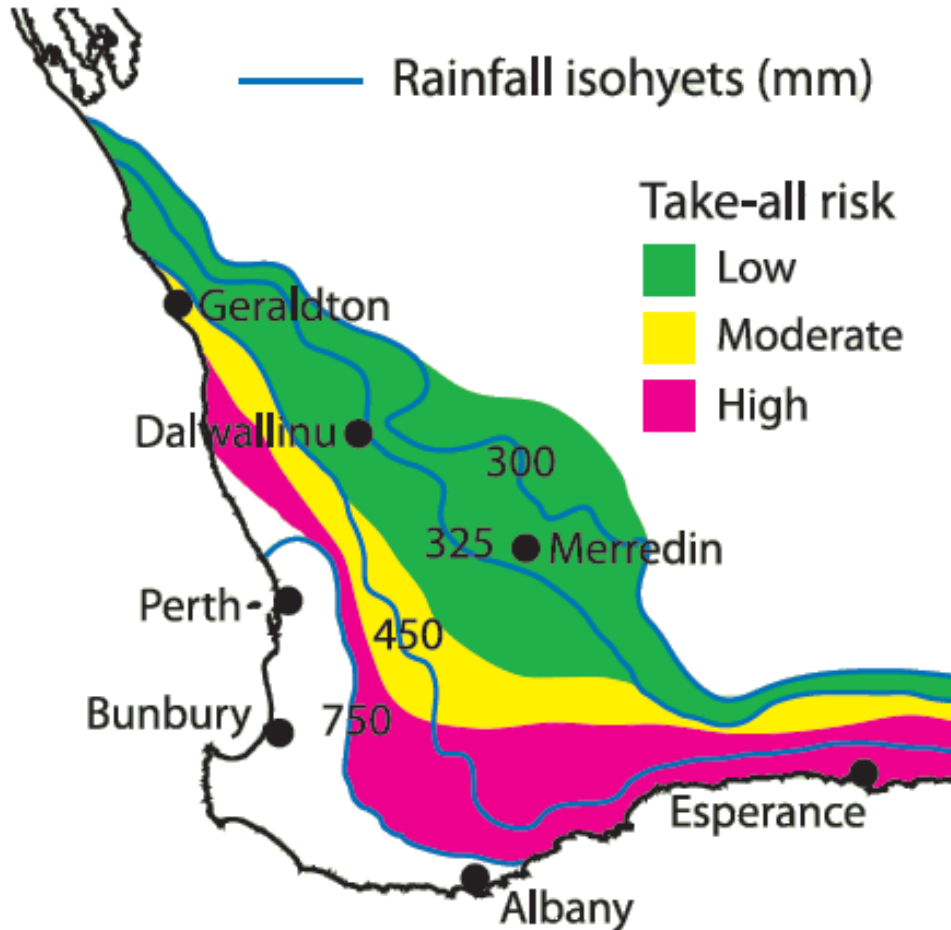 Rainfall isohyets (mm)
Take-all risk
Low
Moderate
High
Geraldton
Dalwallinu
300
325
Merredin
Perth
450
Bunbury
750
Esperance
Albany